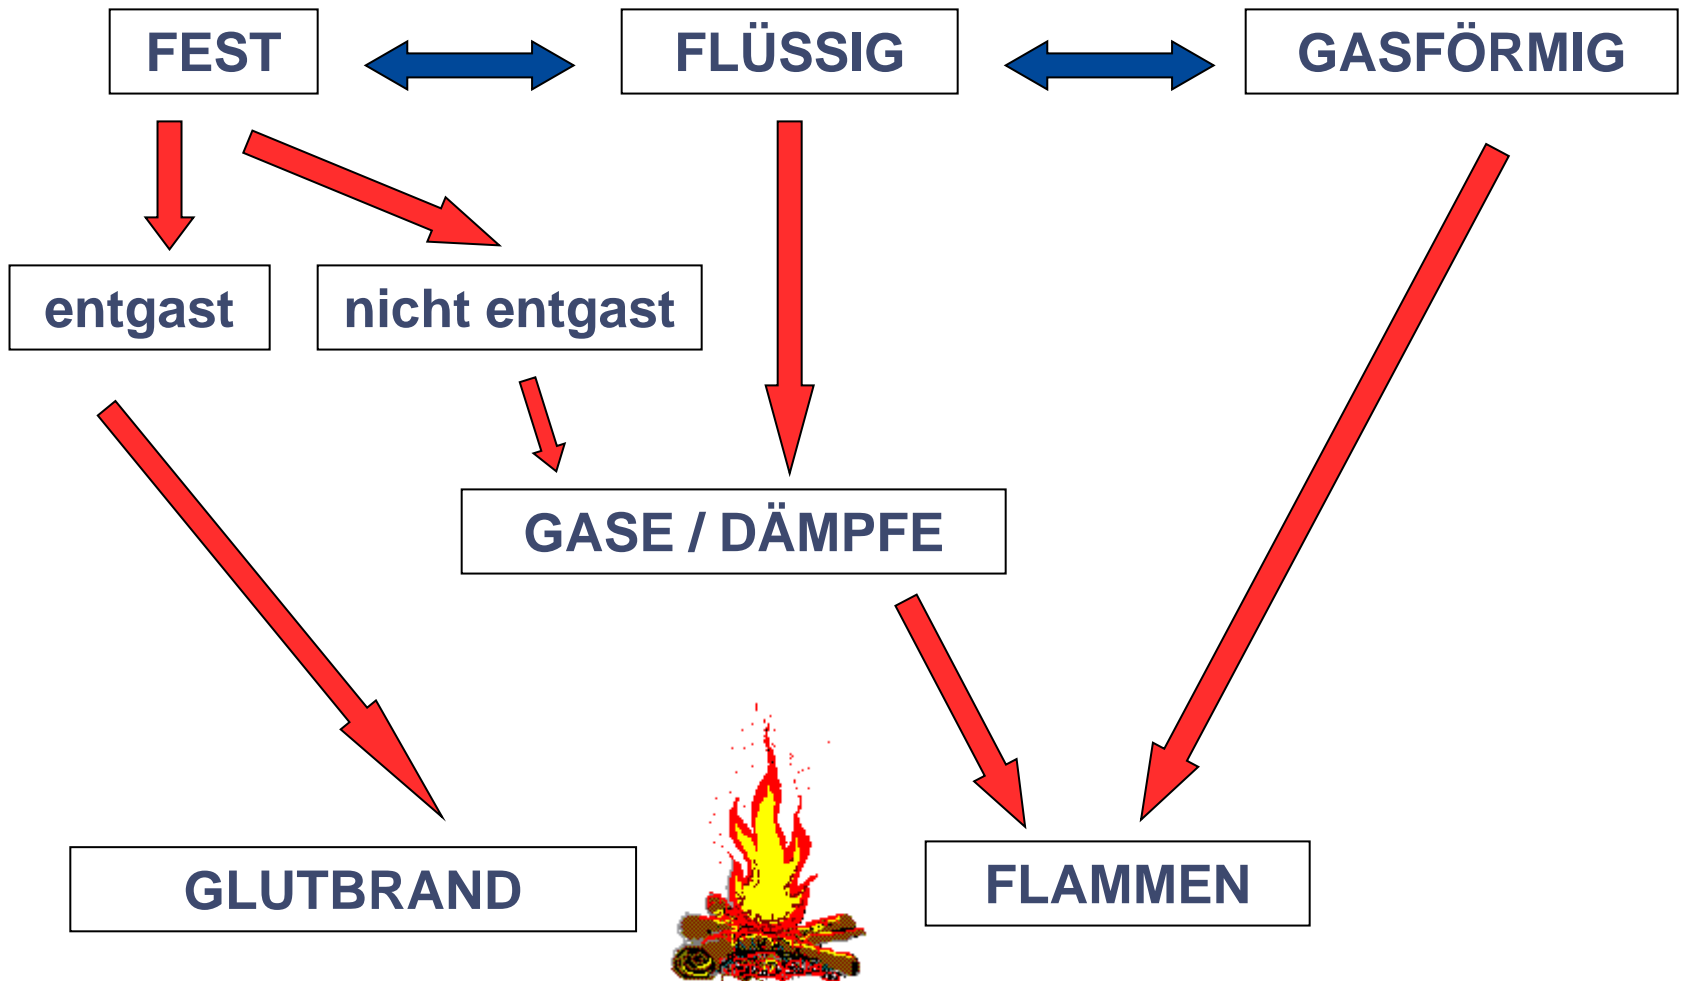 FEST
FLÜSSIG
GASFÖRMIG
entgast
nicht entgast
GASE / DÄMPFE
GLUTBRAND
FLAMMEN